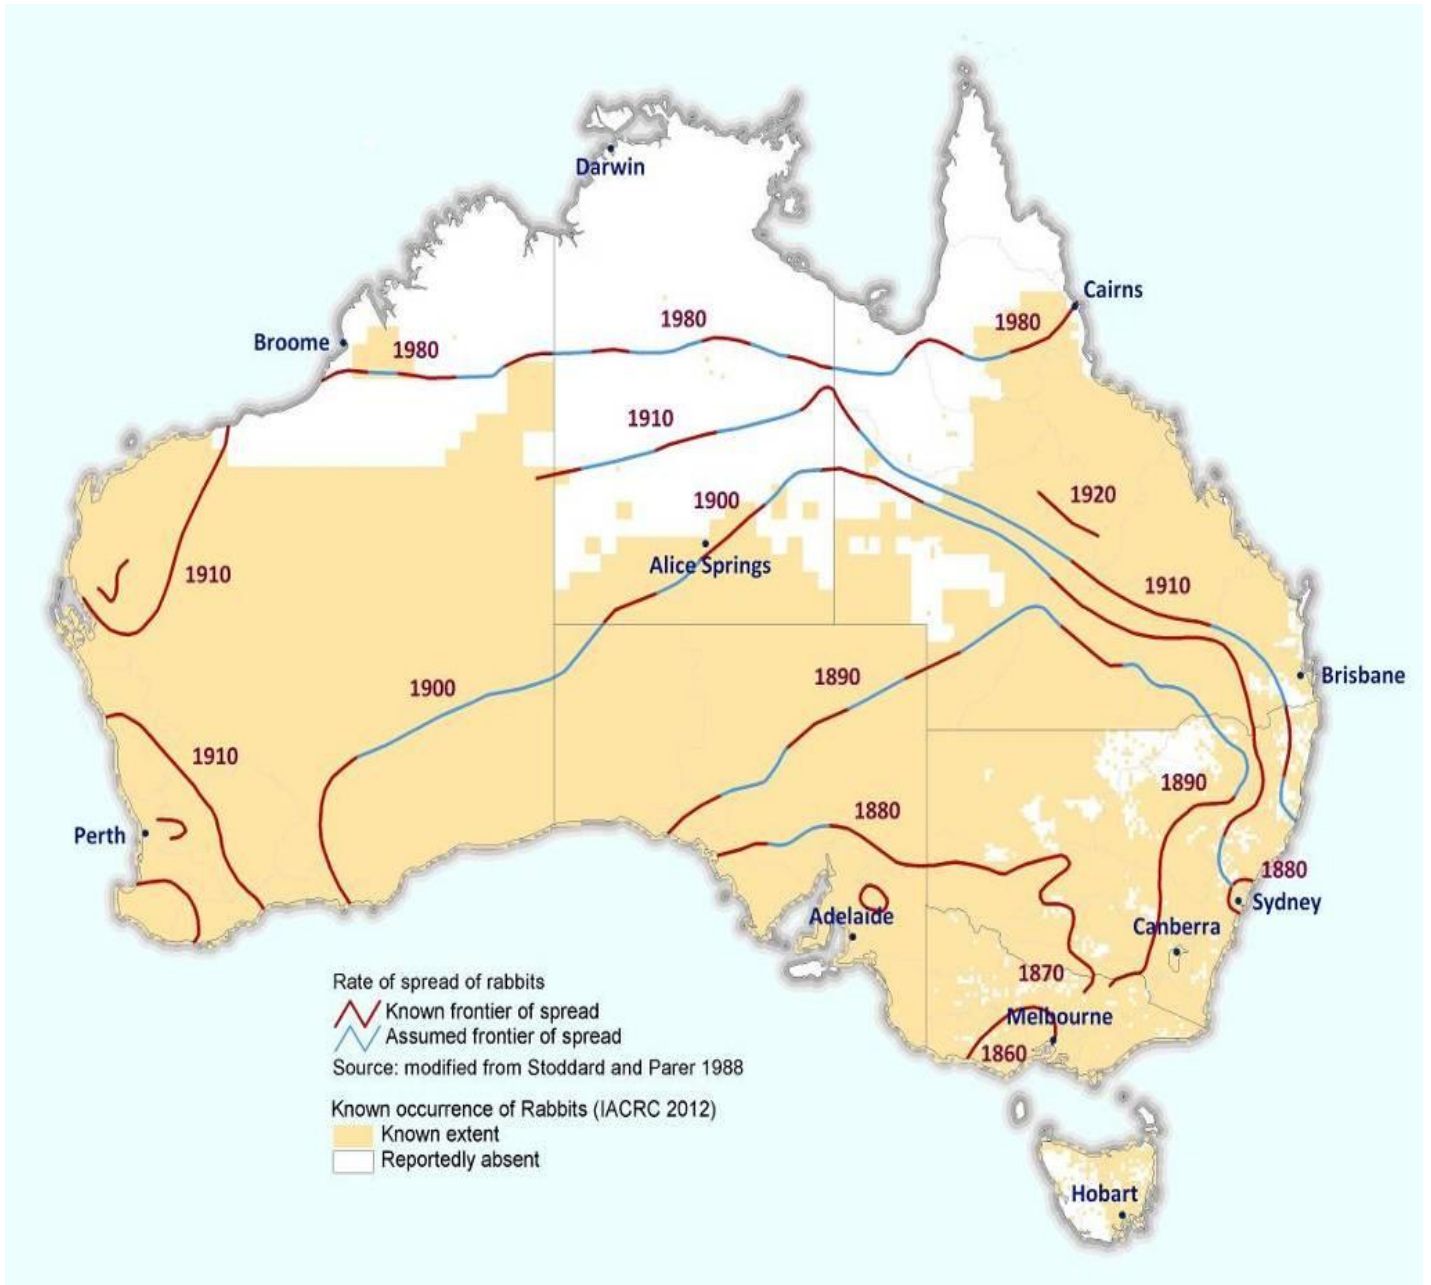 Darwin
Cairns
1980
1980
Broome
1980
1910
1920
1900
Alice Springs
1910
1910
1890
Brisbane
1900
1910
1890
1880
Perth
1880
Sydney
Adelaide
Canberra
1870
Melbourne
1860
Rate of spread of rabbits
Known frontier of spread
Assumed frontier of spread
Source: modified from Stoddard and Parer 1988
Known occurrence of Rabbits (IACRC 2012)
Known extent
Reportedly absent
Hobart